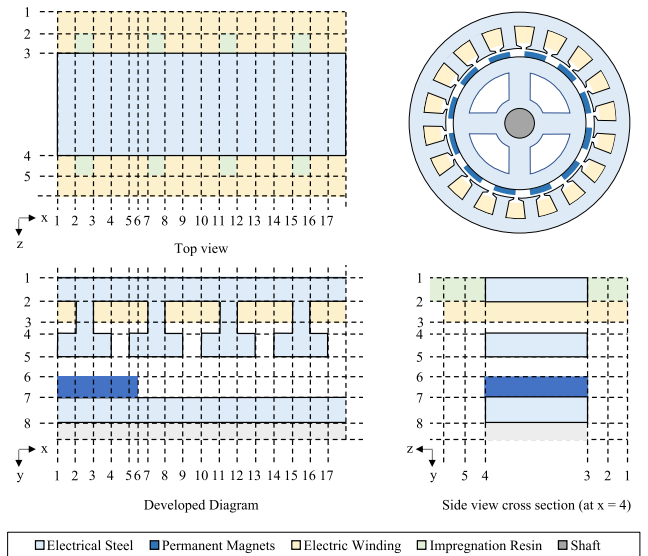 1
2
3
4
5
x
z
1 2 3 4 5 6 7 8 9 10 11 12 13 14 15 16 17
Top view
1
2
3
4
5
6
7
8
x
y
1 2 3 4 5 6 7 8 9 10 11 12 13 14 15 16 17
Developed Diagram
1
2
3
4
5
6
7
8
z
y
5 4 3 2 1
Side view cross section (at x = 4)
Electrical Steel Permanent Magnets Electric Winding Impregnation Resin Shaft